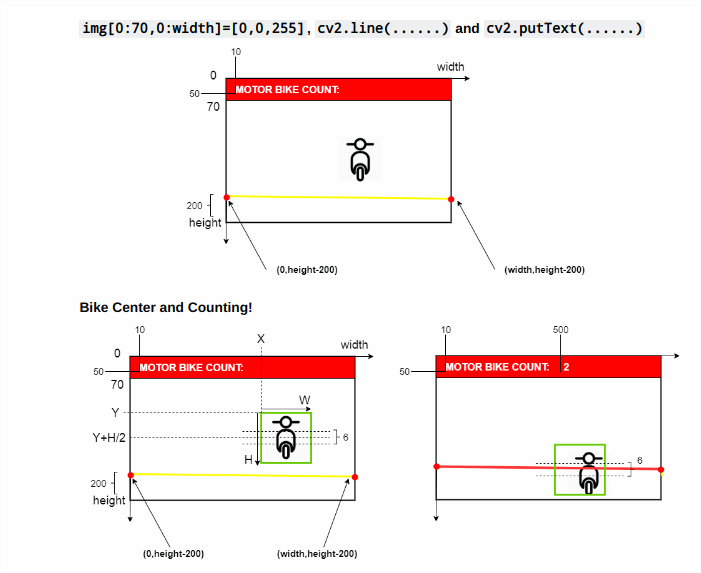 img[0:70,0:width]=[0,0,255], cv2.line(......) and cv2.putText(......)
10
width
0
50
MOTOR BIKE COUNT:
70
200
height
(0,height-200)
(width,height-200)
Bike Center and Counting!
10
X
width
0
50
MOTOR BIKE COUNT:
70
W
Y
Y+H/2
6
H
200
height
(0,height-200)
(width,height-200)
10
500
50
MOTOR BIKE COUNT:
2
6